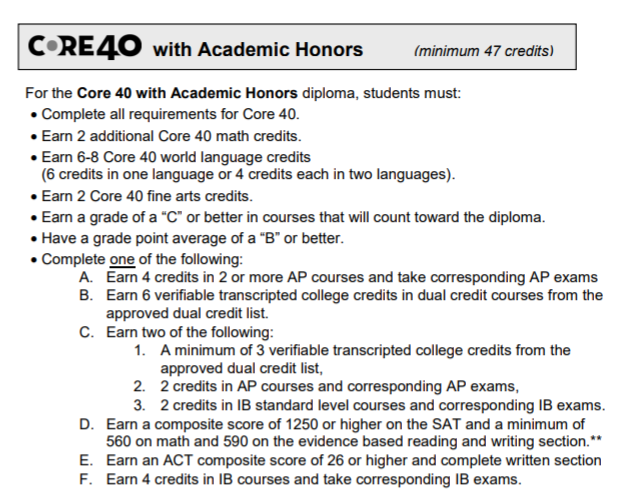 CORE40 with Academic Honors (minimum 47 credits)
For the Core 40 with Academic Honors diploma, students must:
• Complete all requirements for Core 40.
• Earn 2 additional Core 40 math credits.
• Earn 6-8 Core 40 world language credits
(6 credits in one language or 4 credits each in two languages).
• Earn 2 Core 40 fine arts credits.
• Earn a grade of a “C” or better in courses that will count toward the diploma.
• Have a grade point average of a “B” or better.
• Complete one of the following:
A. Earn 4 credits in 2 or more AP courses and take corresponding AP exams
B. Earn 6 verifiable transcripted college credits in dual credit courses from the
approved dual credit list.
C. Earn two of the following:
1. A minimum of 3 verifiable transcripted college credits from the
approved dual credit list,
2. 2 credits in AP courses and corresponding AP exams,
3. 2 credits in IB standard level courses and corresponding IB exams.
D. Earn a composite score of 1250 or higher on the SAT and a minimum of
560 on math and 590 on the evidence based reading and writing section.**
E. Earn an ACT composite score of 26 or higher and complete written section
F. Earn 4 credits in IB courses and take corresponding IB exams.